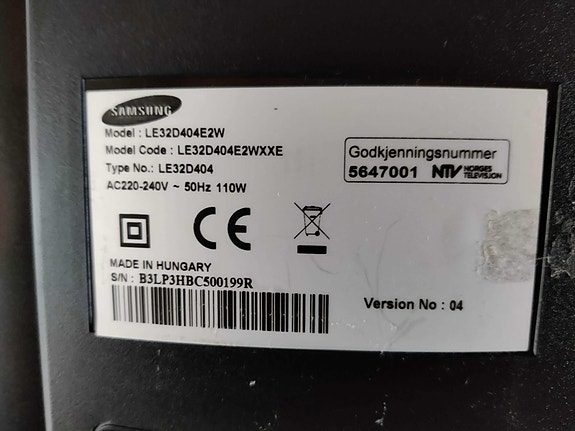 SAMSUNG
Model : LE32D404E2W
Model Code : LE32D404E2WXXE
Type No.: LE32D404
AC220-240V ~ 50Hz 110W
Godkjenningsnummer
5647001 NTV NORGES
TELEVISJON
CE
MADE IN HUNGARY
S/N : B3LP3HBC500199R
Version No : 04